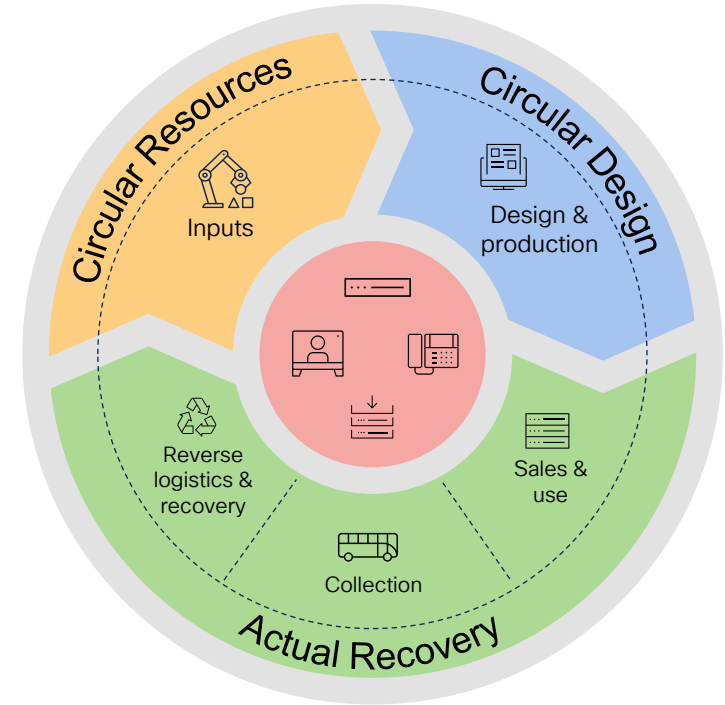 Circular Resources
Inputs
Circular Design
Design &
production
Sales &
use
Collection
Reverse
logistics &
recovery
Actual Recovery